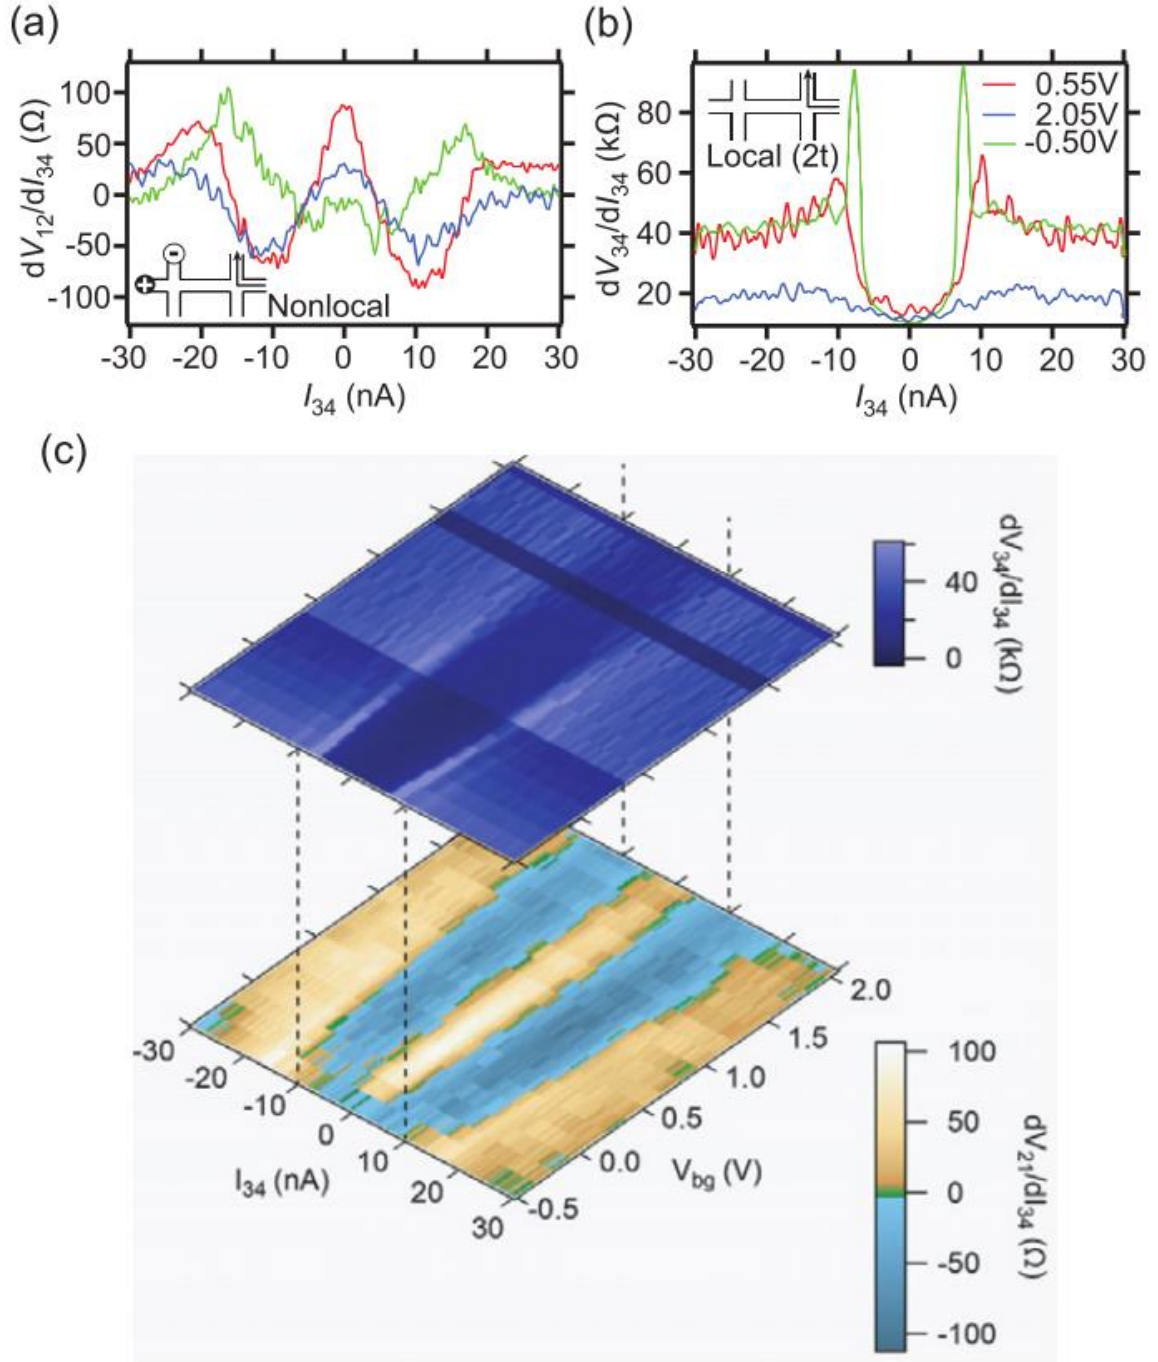 (a)
100
50
0
-50
-100
dV12/dI34 (Ω)
-
+
Nonlocal
-30 -20 -10 0 10 20 30
I34 (nA)
(b)
80
60
40
20
dV34/dI34 (kΩ)
Local (2t)
0.55V
2.05V
-0.50V
-30 -20 -10 0 10 20 30
I34 (nA)
(c)
40
0
dV34/dI34 (kΩ)
-30
-20
-10
0
10
20
30
I34 (nA)
2.0
1.5
1.0
0.5
0.0
-0.5
Vbg (V)
100
50
0
-50
-100
dV21/dI34 (Ω)